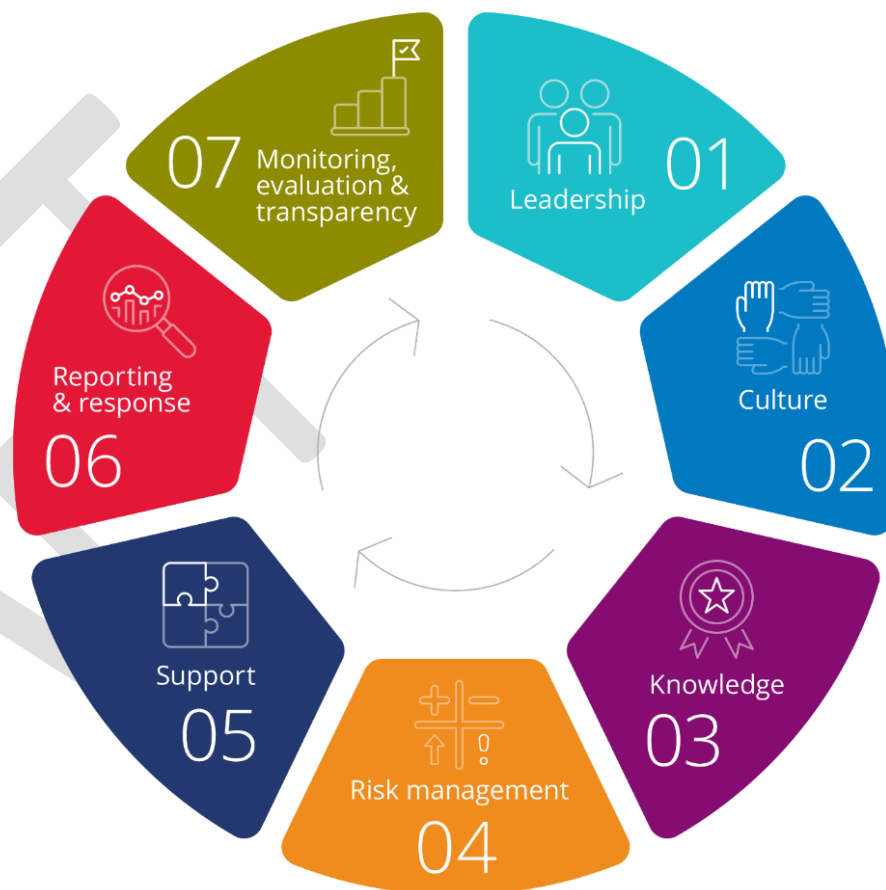 01
Leadership
02
Culture
03
Knowledge
04
Risk management
05
Support
06
Reporting
& response
07
Monitoring,
evaluation &
transparency